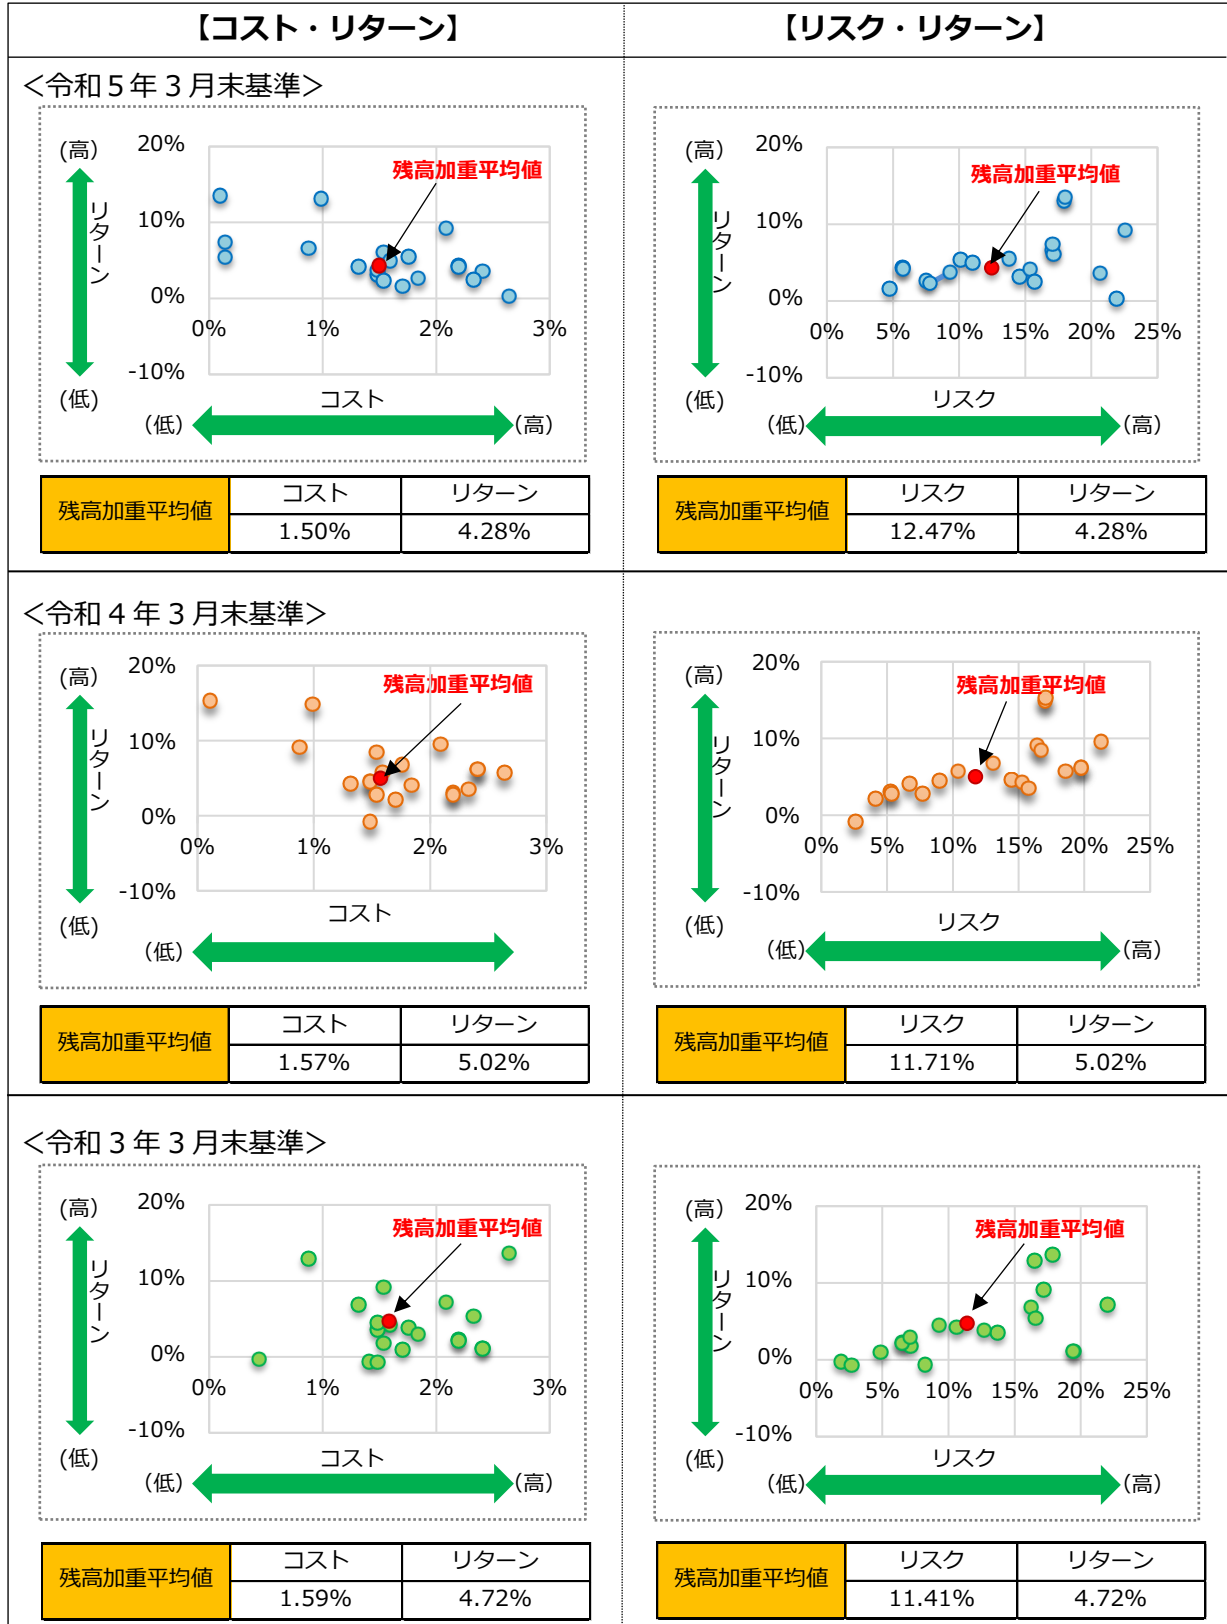 【コスト・リターン】
【リスク・リターン】
＜令和５年３月末基準＞
(高)
リターン
(低)
20%
10%
0%
-10%
残高加重平均値
0%
1%
2%
3%
コスト
(低)
(高)
残高加重平均値
コスト
リターン
1.50%
4.28%
(高)
リターン
(低)
20%
10%
0%
-10%
残高加重平均値
0%
5%
10%
15%
20%
25%
リスク
(低)
(高)
残高加重平均値
リスク
リターン
12.47%
4.28%
＜令和４年３月末基準＞
(高)
リターン
(低)
20%
10%
0%
-10%
残高加重平均値
0%
1%
2%
3%
コスト
(低)
残高加重平均値
コスト
リターン
1.57%
5.02%
(高)
リターン
(低)
20%
10%
0%
-10%
残高加重平均値
0%
5%
10%
15%
20%
25%
リスク
(低)
(高)
残高加重平均値
リスク
リターン
11.71%
5.02%
＜令和３年３月末基準＞
(高)
リターン
(低)
20%
10%
0%
-10%
残高加重平均値
0%
1%
2%
3%
コスト
(低)
(高)
残高加重平均値
コスト
リターン
1.59%
4.72%
(高)
リターン
(低)
20%
10%
0%
-10%
残高加重平均値
0%
5%
10%
15%
20%
25%
リスク
(低)
(高)
残高加重平均値
リスク
リターン
11.41%
4.72%